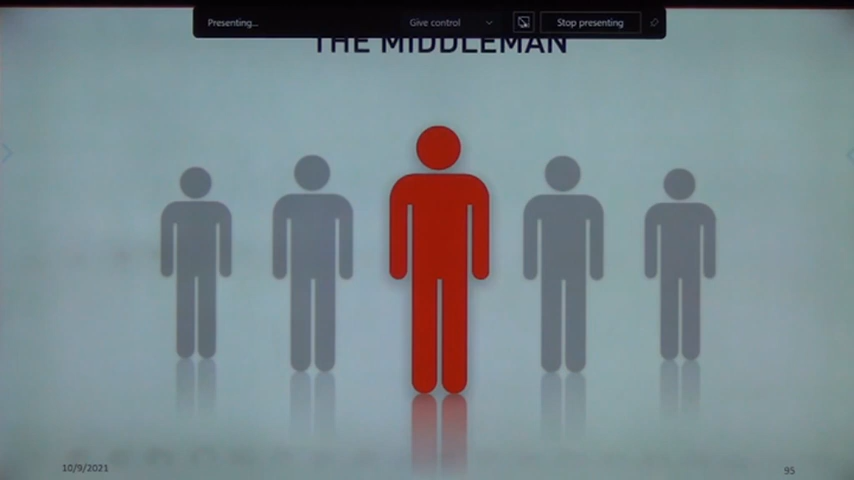 Presenting...
Give control
Stop presenting
THE MIDDLEMAN
10/9/2021
95